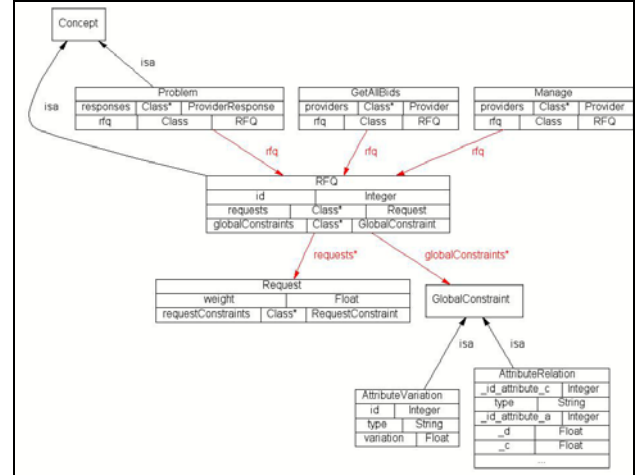 Concept
isa
isa
Problem
GetAllBids
Manage
responses Class* ProviderResponse
providers Class* Provider
providers Class* Provider
rfq Class RFQ
rfq Class RFQ
rfq Class RFQ
rfq
rfq
rfq
RFQ
id Integer
requests Class* Request
globalConstraints Class* GlobalConstraint
requests*
globalConstraints*
Request
weight Float
requestConstraints Class* RequestConstraint
GlobalConstraint
isa
isa
AttributeRelation
_id_attribute_c Integer
type String
_id_attribute_a Integer
_d Float
_c Float
...
AttributeVariation
id Integer
type String
variation Float